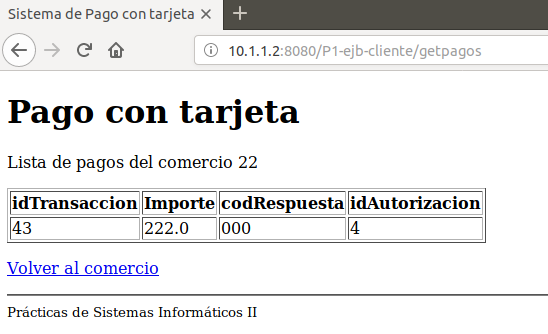 Sistema de Pago con tarjeta
10.1.1.2:8080/P1-ejb-cliente/getpagos
Pago con tarjeta
Lista de pagos del comercio 22
idTransaccion Importe codRespuesta idAutorizacion
43 222.0 000 4
Volver al comercio
Prácticas de Sistemas Informáticos II